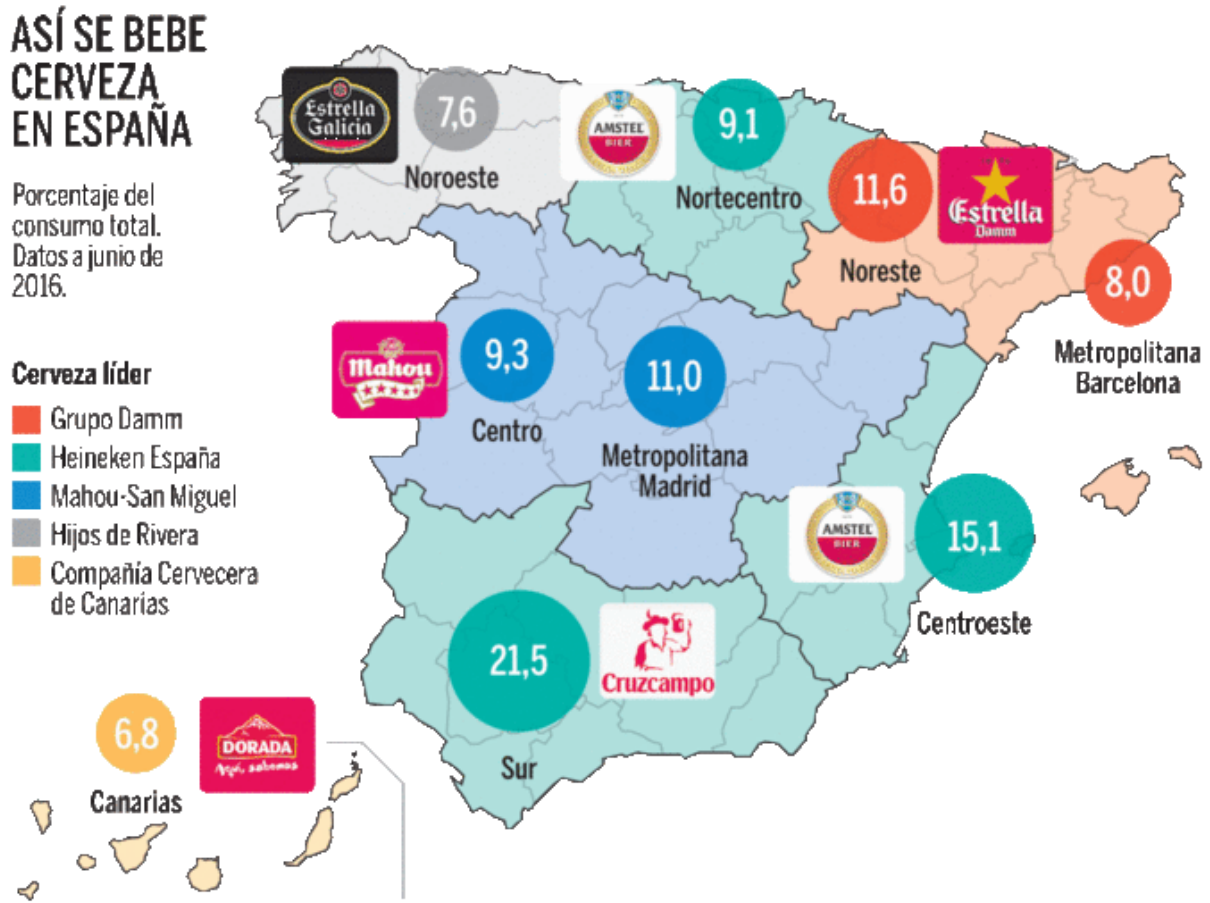 ASÍ SE BEBE
CERVEZA
EN ESPAÑA
Porcentaje del
consumo total.
Datos a junio de
2016.
Cerveza líder
Grupo Damm
Heineken España
Mahou-San Miguel
Hijos de Rivera
Compañía Cervecera
de Canarias
Estrella
Galicia
7,6
Noroeste
AMSTEL
BIER
9,1
Nortecentro
11,6
Noreste
Estrella
Damm
8,0
Metropolitana
Barcelona
Mahou
9,3
Centro
11,0
Metropolitana
Madrid
AMSTEL
BIER
15,1
Centroeste
21,5
Cruzcampo
Sur
6,8
Canarias
DORADA
Aquí, sabemos